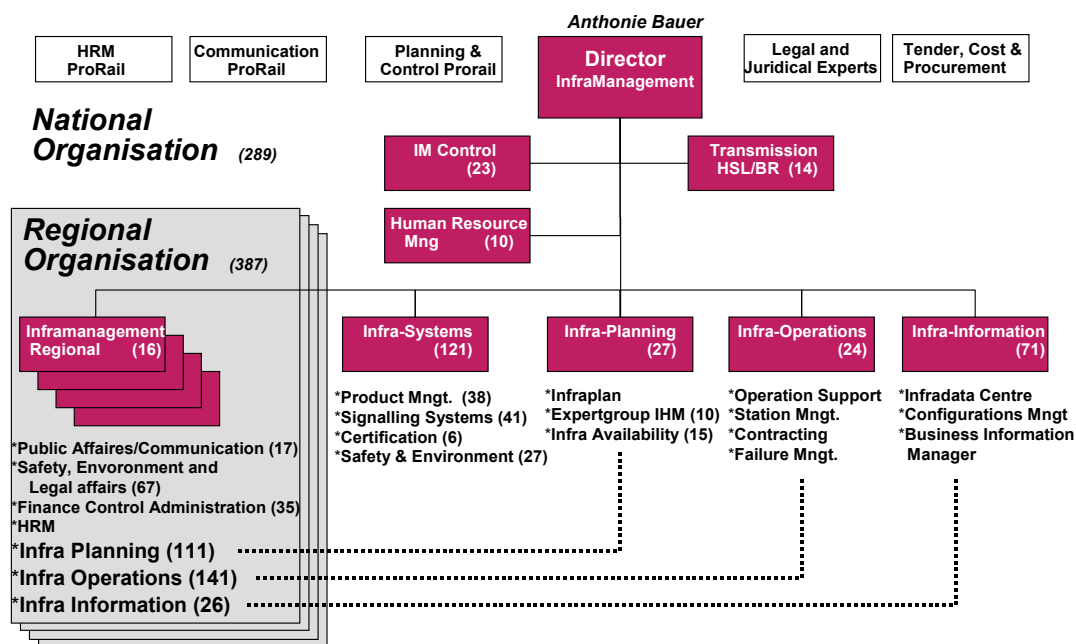 Anthonie Bauer
HRM
ProRail
Communication
ProRail
Planning &
Control Prorail
Director
InfraManagement
Legal and
Juridical Experts
Tender, Cost &
Procurement
National
Organisation (289)
IM Control
(23)
Transmission
HSL/BR (14)
Human Resource
Mng (10)
Regional
Organisation (387)
Inframanagement
Regional (16)
Infra-Systems
(121)
Infra-Planning
(27)
Infra-Operations
(24)
Infra-Information
(71)
*Public Affaires/Communication (17)
*Safety, Envoronment and
Legal affairs (67)
*Finance Control Administration (35)
*HRM
*Infra Planning (111)
*Infra Operations (141)
*Infra Information (26)
*Product Mngt. (38)
*Signalling Systems (41)
*Certification (6)
*Safety & Environment (27)
*Infraplan
*Expertgroup IHM (10)
*Infra Availability (15)
*Operation Support
*Station Mngt.
*Contracting
*Failure Mngt.
*Infradata Centre
*Configurations Mngt
*Business Information
Manager